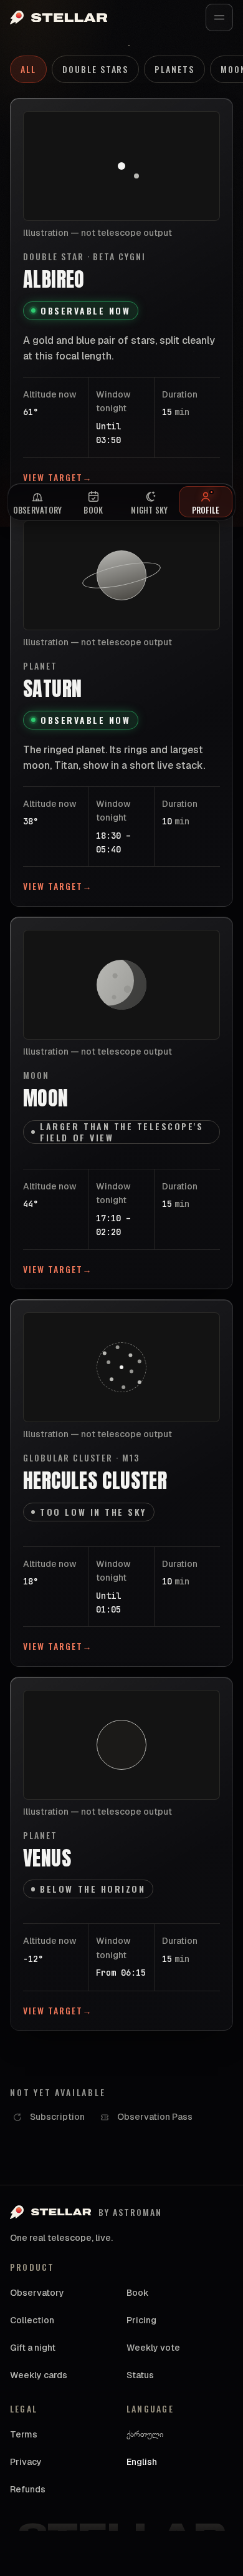 STELLAR
ALL
DOUBLE STARS
PLANETS
MOON
Illustration — not telescope output
DOUBLE STAR · BETA CYGNI
ALBIREO
OBSERVABLE NOW
A gold and blue pair of stars, split cleanly
at this focal length.
Altitude now
61°
Window
tonight
Until
03:50
Duration
15 min
VIEW TARGET→
OBSERVATORY
BOOK
NIGHT SKY
PROFILE
Illustration — not telescope output
PLANET
SATURN
OBSERVABLE NOW
The ringed planet. Its rings and largest
moon, Titan, show in a short live stack.
Altitude now
38°
Window
tonight
18:30 –
05:40
Duration
10 min
VIEW TARGET→
Illustration — not telescope output
MOON
MOON
LARGER THAN THE TELESCOPE'S
FIELD OF VIEW
Altitude now
44°
Window
tonight
17:10 –
02:20
Duration
15 min
VIEW TARGET→
Illustration — not telescope output
GLOBULAR CLUSTER · M13
HERCULES CLUSTER
TOO LOW IN THE SKY
Altitude now
18°
Window
tonight
Until
01:05
Duration
10 min
VIEW TARGET→
Illustration — not telescope output
PLANET
VENUS
BELOW THE HORIZON
Altitude now
-12°
Window
tonight
From 06:15
Duration
15 min
VIEW TARGET→
NOT YET AVAILABLE
Subscription
Observation Pass
STELLAR BY ASTROMAN
One real telescope, live.
PRODUCT
Observatory
Book
Collection
Pricing
Gift a night
Weekly vote
Weekly cards
Status
LEGAL
LANGUAGE
Terms
ქართული
Privacy
English
Refunds
STELLAR